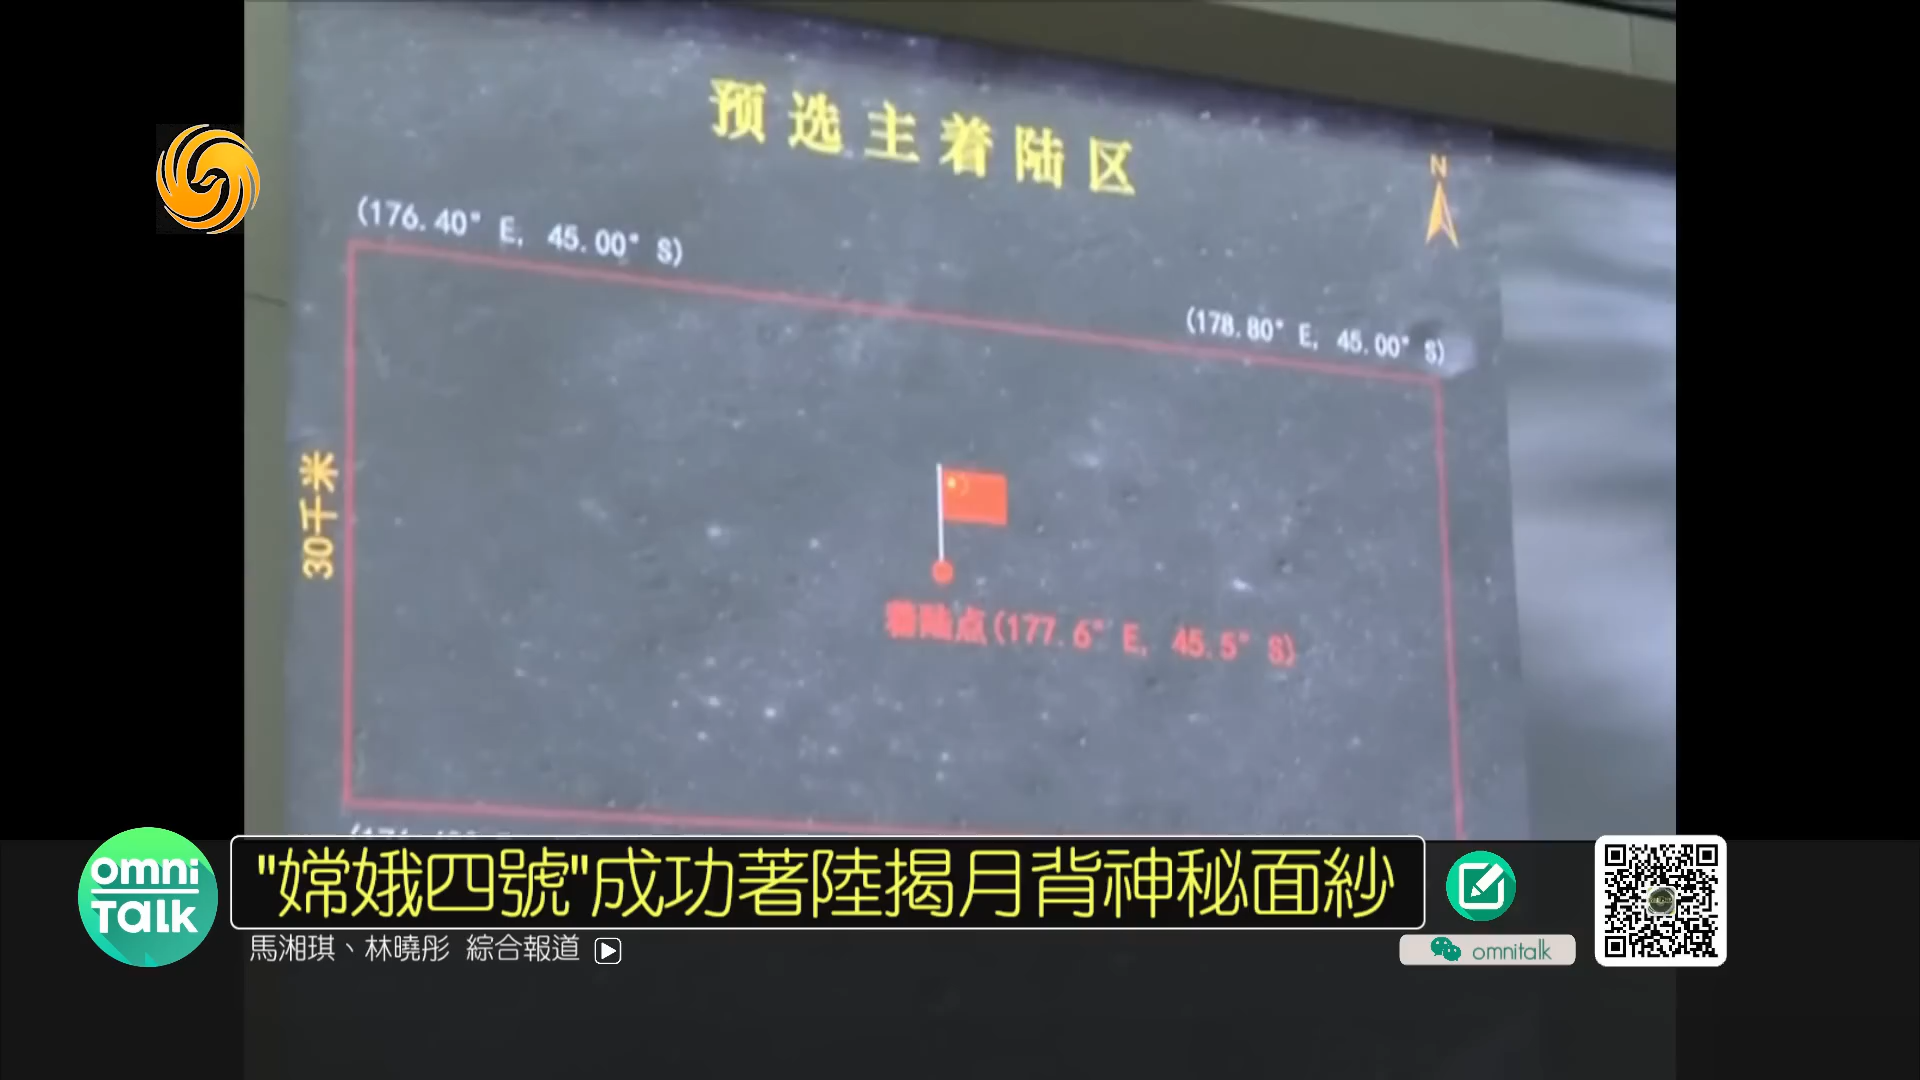 预选主着陆区
N
(176.40° E, 45.00° S)
(178.80° E, 45.00° S)
30千米
着陆点(177.6° E, 45.5° S)
omni
Talk
"嫦娥四號"成功著陸揭月背神秘面紗
馬湘琪、林曉彤 綜合報道
omnitalk